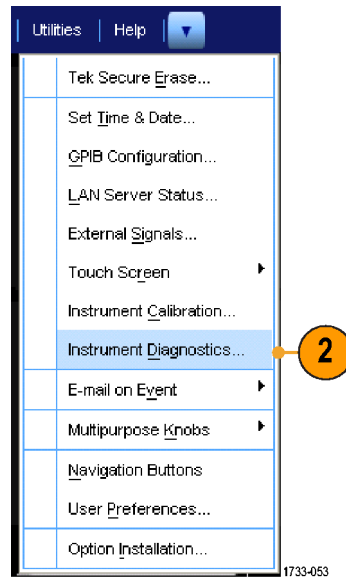 Utilities Help
Tek Secure Erase...
Set Time & Date...
GPIB Configuration...
LAN Server Status...
External Signals...
Touch Screen
Instrument Calibration...
Instrument Diagnostics...
2
E-mail on Event
Multipurpose Knobs
Navigation Buttons
User Preferences...
Option Installation...
1733-053